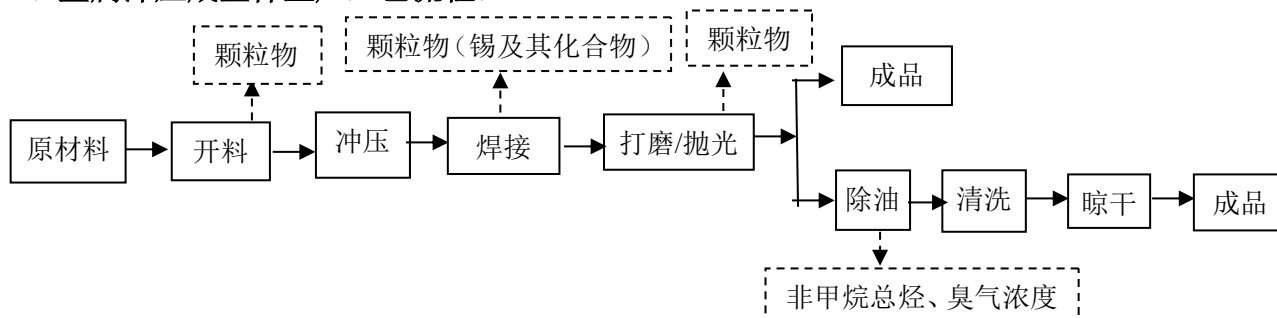 颗粒物
颗粒物（锡及其化合物）
颗粒物
成品
原材料
开料
冲压
焊接
打磨/抛光
除油
清洗
晾干
成品
非甲烷总烃、臭气浓度